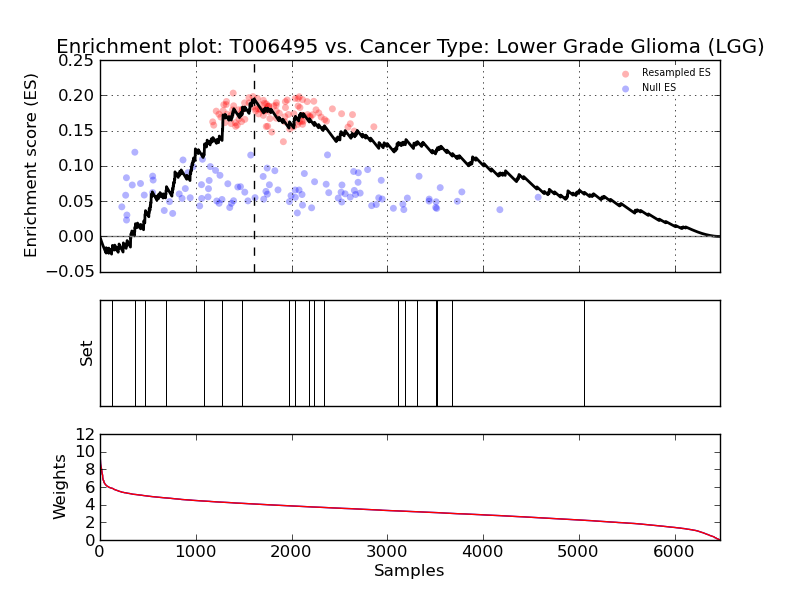 Enrichment plot: T006495 vs. Cancer Type: Lower Grade Glioma (LGG)
Enrichment score (ES)
0.25
0.20
0.15
0.10
0.05
0.00
−0.05
Resampled ES
Null ES
Set
Weights
12
10
8
6
4
2
0
0 1000 2000 3000 4000 5000 6000
Samples